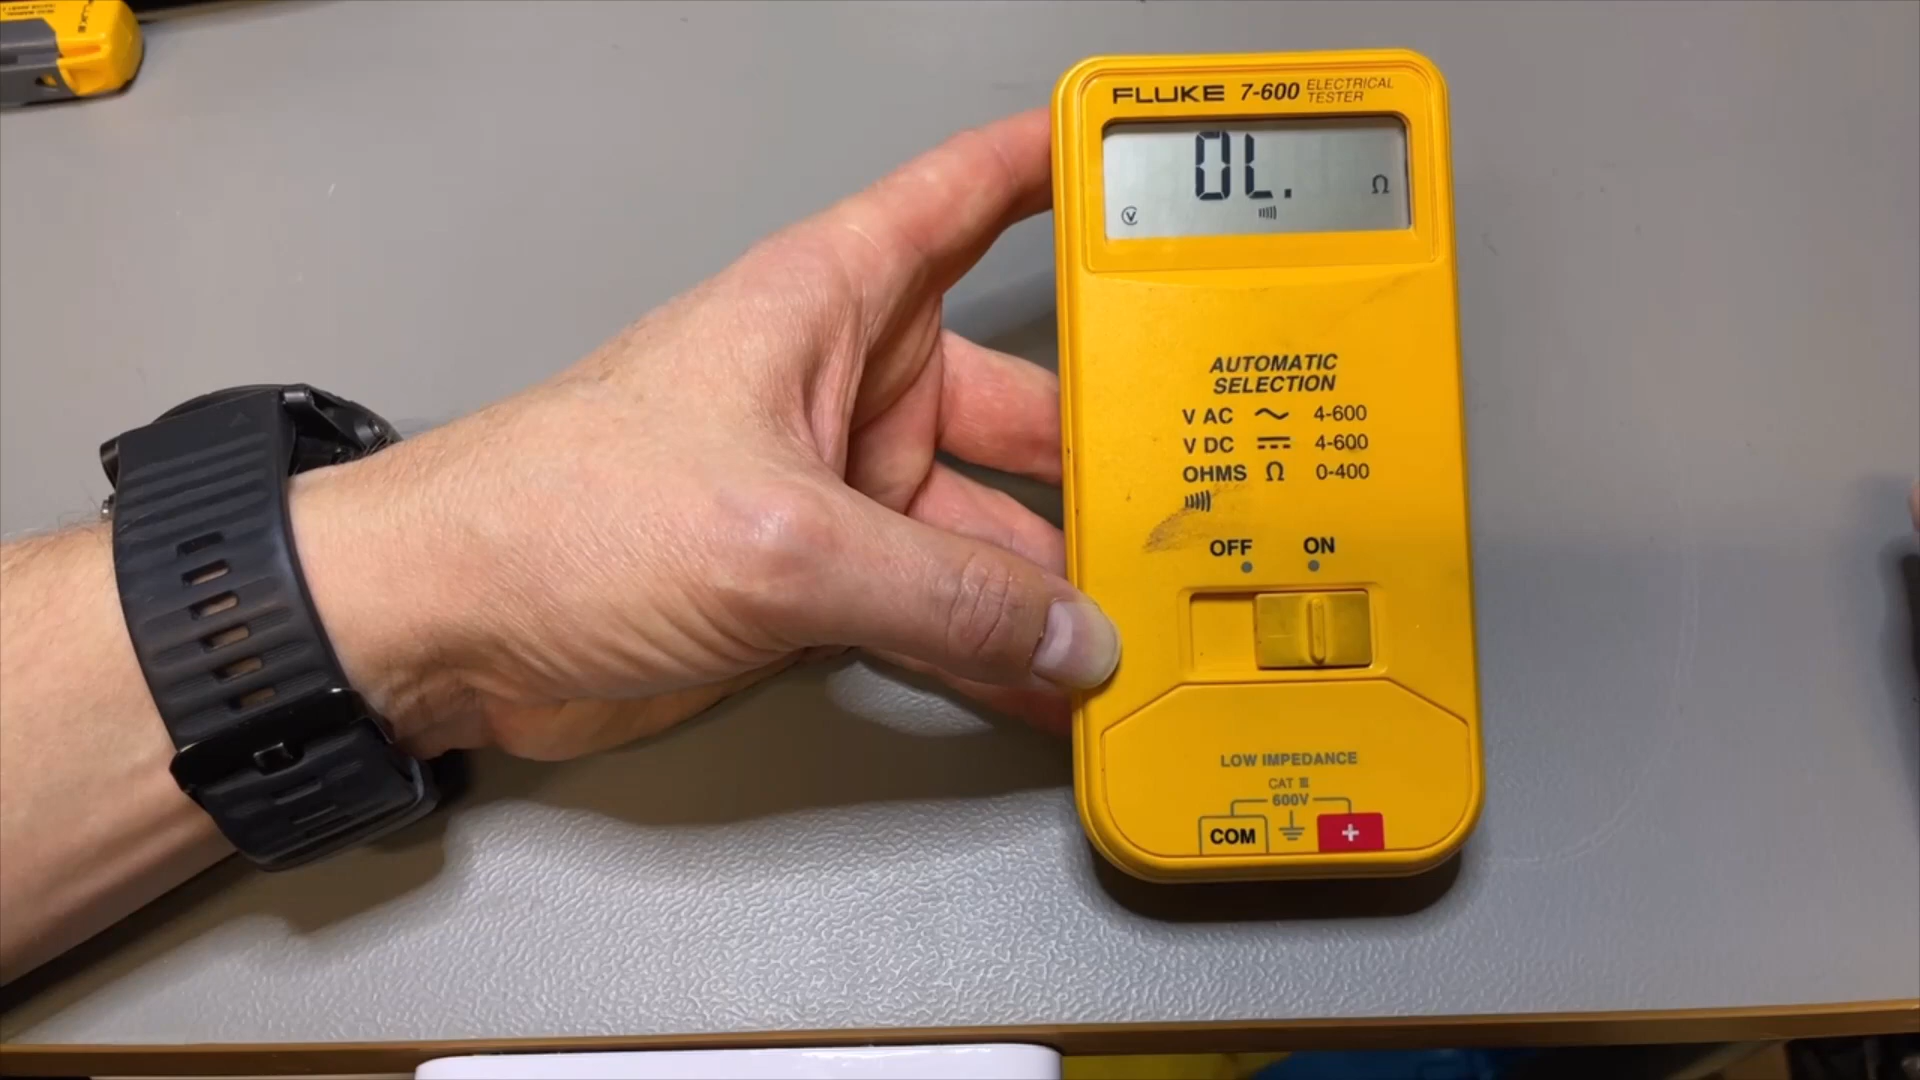 FLUKE 7-600 ELECTRICAL TESTER
OL. Ω
V
AUTOMATIC
SELECTION
V AC 4-600
V DC 4-600
OHMS Ω 0-400
OFF ON
LOW IMPEDANCE
CAT III
600V
COM +
FLUKE